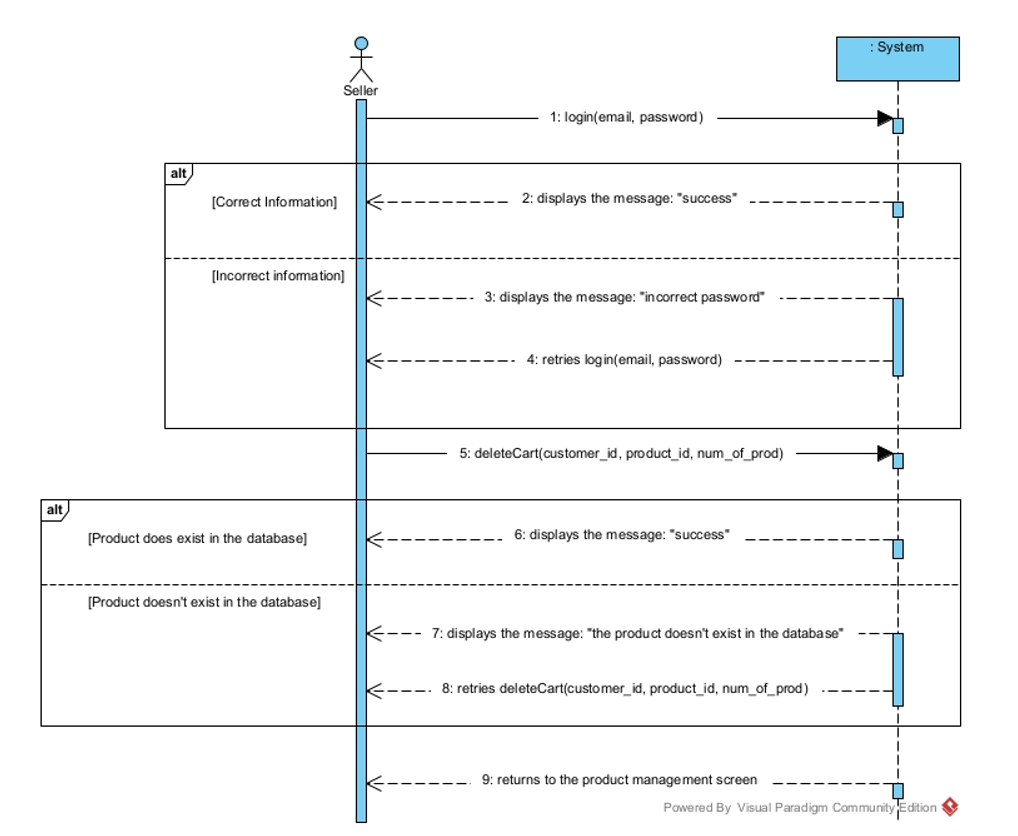 Seller
: System
1: login(email, password)
alt
[Correct Information]
2: displays the message: "success"
[Incorrect information]
3: displays the message: "incorrect password"
4: retries login(email, password)
5: deleteCart(customer_id, product_id, num_of_prod)
alt
[Product does exist in the database]
6: displays the message: "success"
[Product doesn't exist in the database]
7: displays the message: "the product doesn't exist in the database"
8: retries deleteCart(customer_id, product_id, num_of_prod)
9: returns to the product management screen
Powered By Visual Paradigm Community Edition